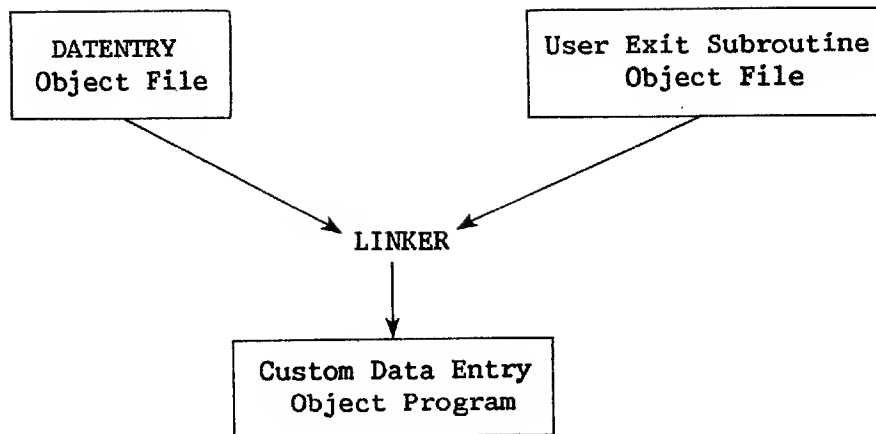 DATENTRY
Object File
User Exit Subroutine
Object File
LINKER
Custom Data Entry
Object Program